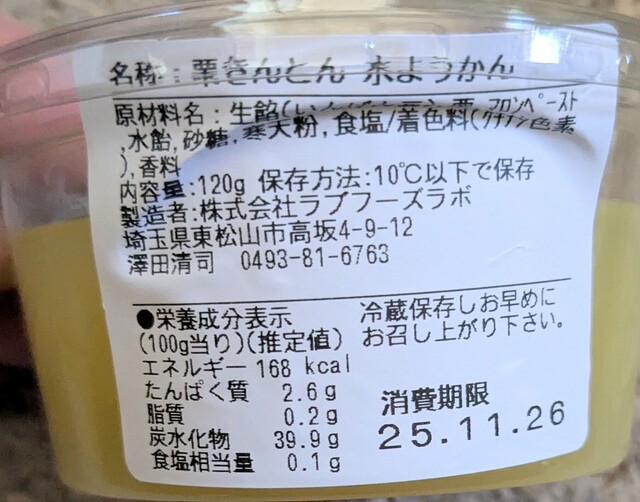 名称:栗きんとん 水ようかん
原材料名:生餡(いんげん豆),栗,マロンペースト
,水飴,砂糖,寒天粉,食塩/着色料(クチナシ色素
),香料
内容量:120g 保存方法:10℃以下で保存
製造者:株式会社ラブフーズラボ
埼玉県東松山市高坂4-9-12
澤田清司 0493-81-6763
●栄養成分表示
(100g当り)(推定値)
エネルギー 168 kcal
たんぱく質 2.6g
脂質 0.2g
炭水化物 39.9g
食塩相当量 0.1g
冷蔵保存しお早めに
お召し上がり下さい。
消費期限
25.11.26